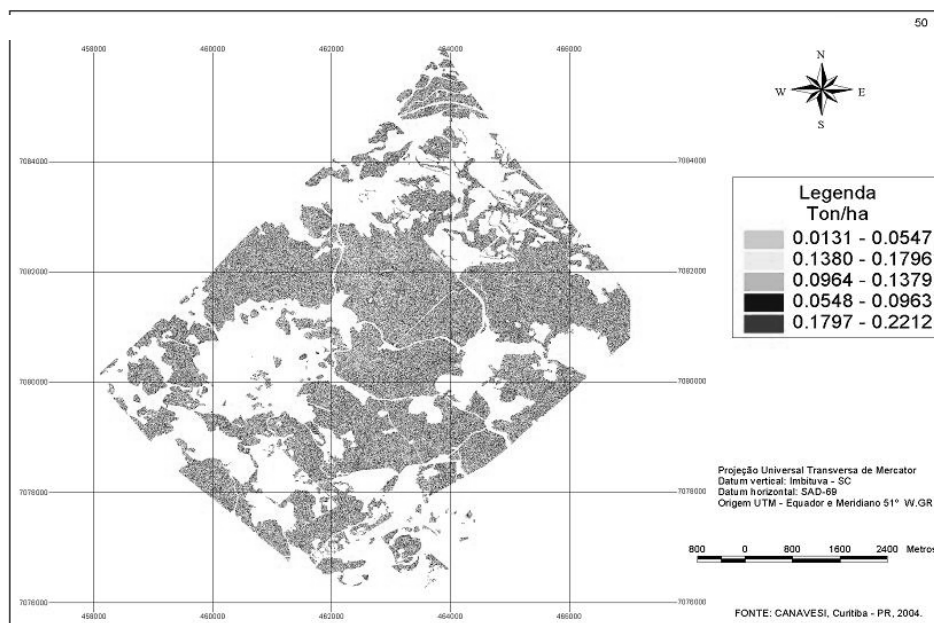 50
458000 460000 462000 464000 466000
N
W E
S
7084000 7084000
Legenda
Ton/ha
0.0131 - 0.0547
0.1380 - 0.1796
0.0964 - 0.1379
0.0548 - 0.0963
0.1797 - 0.2212
7082000 7082000
7080000 7080000
Projeção Universal Transversa de Mercator
Datum vertical: Imbituva - SC
Datum horizontal: SAD-69
Origem UTM - Equador e Meridiano 51º W.GR
7078000 7078000
800 0 800 1600 2400 Metros
7076000 7076000
458000 460000 462000 464000 466000
FONTE: CANAVESI, Curitiba - PR, 2004.